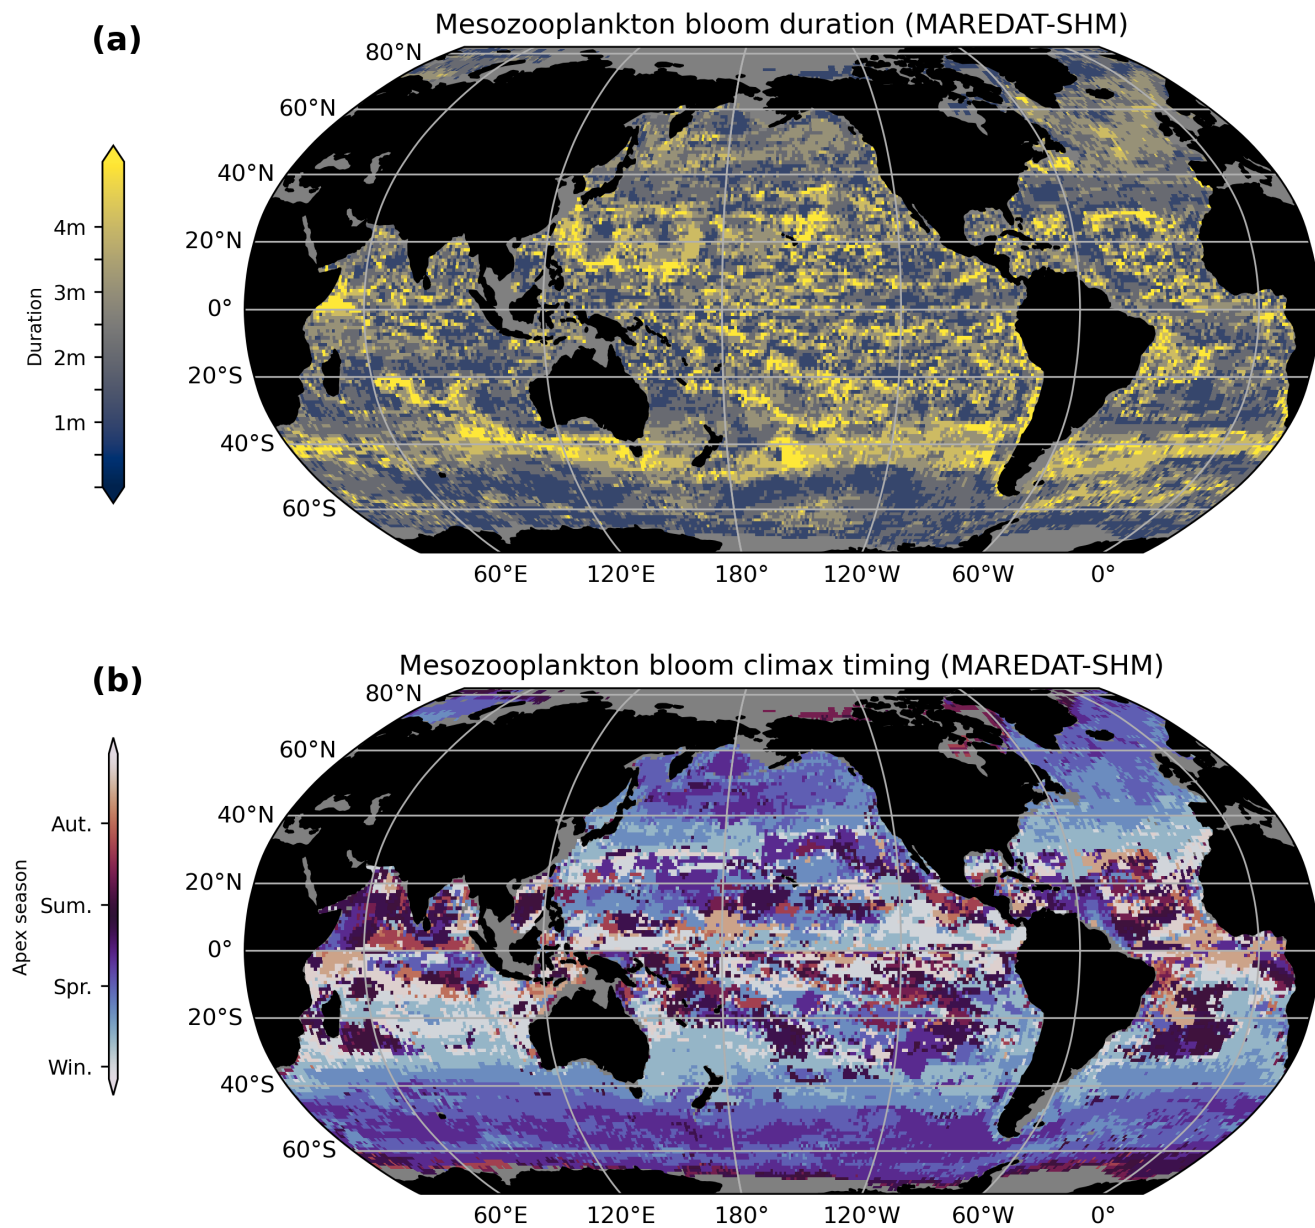 (a)
Mesozooplankton bloom duration (MAREDAT-SHM)
80°N
60°N
40°N
20°N
0°
20°S
40°S
60°S
60°E 120°E 180° 120°W 60°W 0°
Duration
4m
3m
2m
1m
(b)
Mesozooplankton bloom climax timing (MAREDAT-SHM)
80°N
60°N
40°N
20°N
0°
20°S
40°S
60°S
60°E 120°E 180° 120°W 60°W 0°
Apex season
Aut.
Sum.
Spr.
Win.